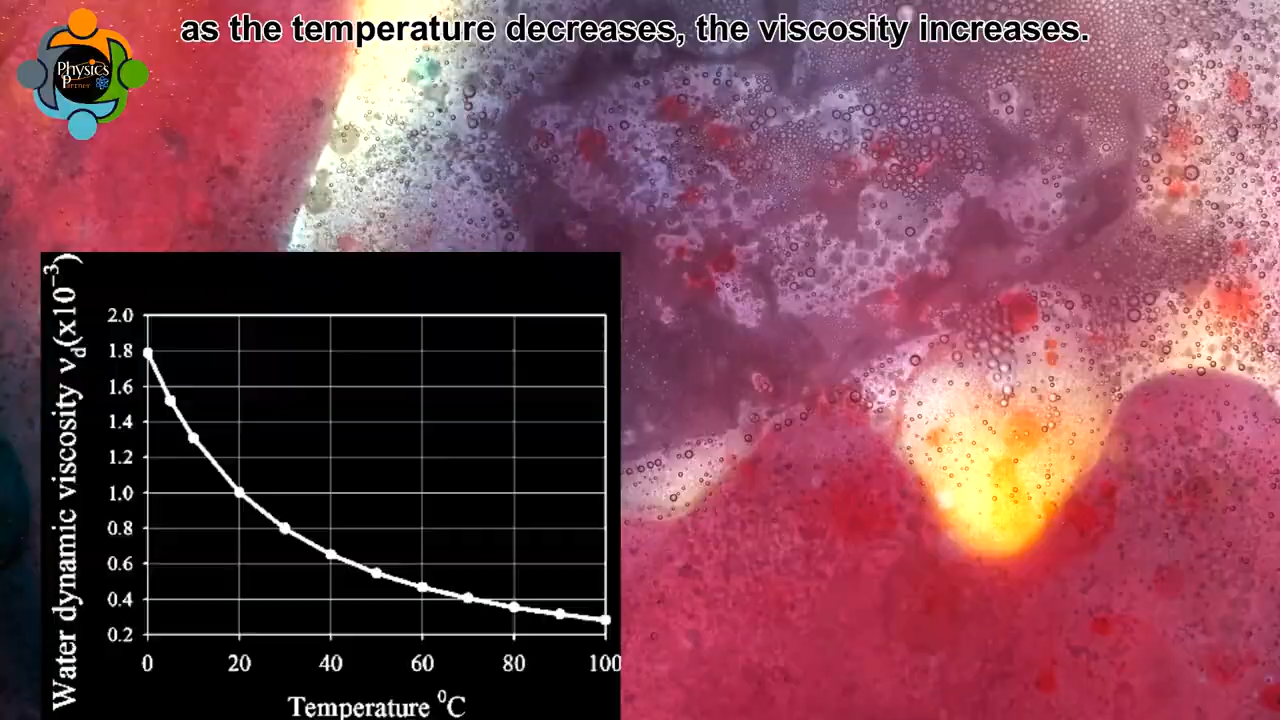 as the temperature decreases, the viscosity increases.
Physics
Partner
Water dynamic viscosity ν_d (x10⁻³)
2.0
1.8
1.6
1.4
1.2
1.0
0.8
0.6
0.4
0.2
0 20 40 60 80 100
Temperature ⁰C